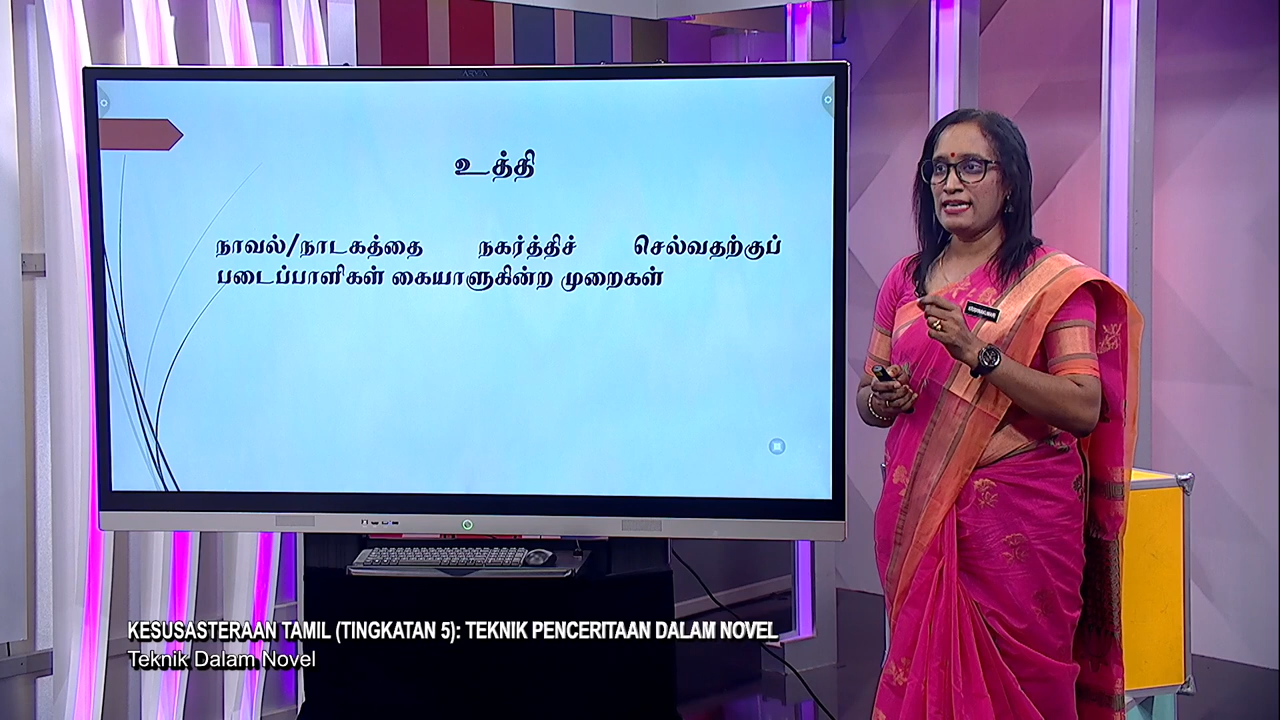 உத்தி
நாவல்/நாடகத்தை நகர்த்திச் செல்வதற்குப்
படைப்பாளிகள் கையாளுகின்ற முறைகள்
KESUSASTERAAN TAMIL (TINGKATAN 5): TEKNIK PENCERITAAN DALAM NOVEL
Teknik Dalam Novel